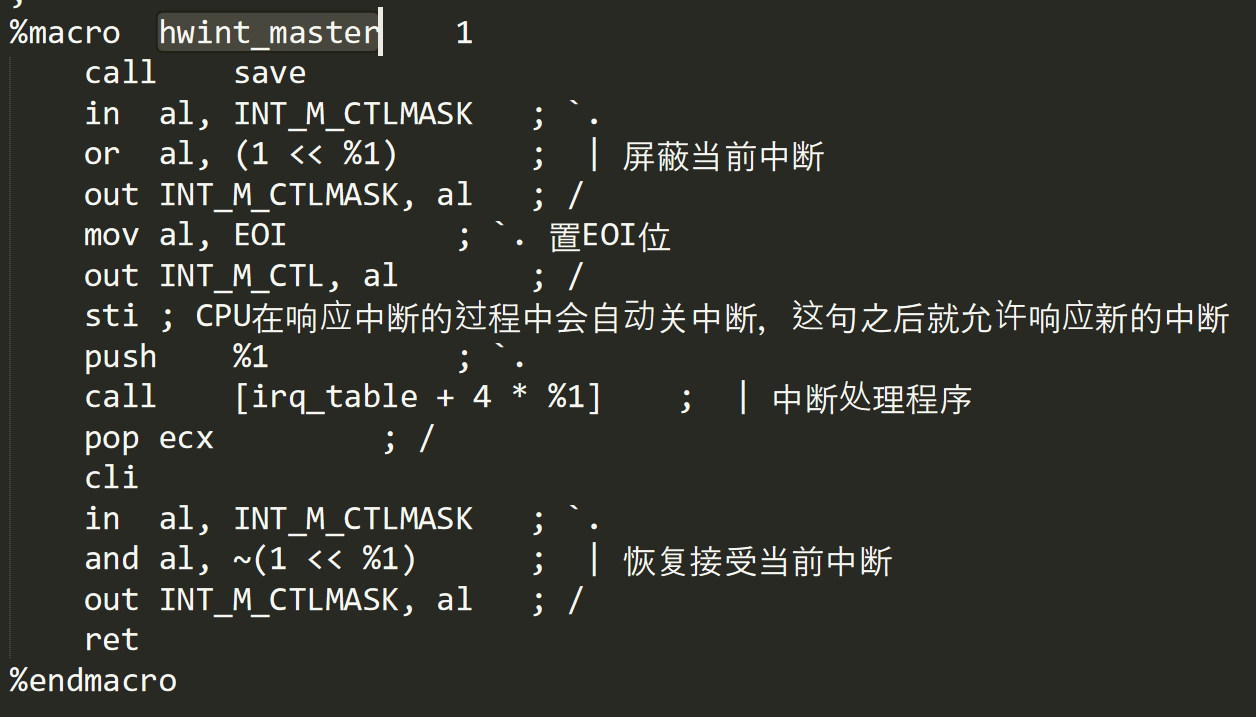 %macro  hwint_master    1
    call    save
    in  al, INT_M_CTLMASK   ; `.
    or  al, (1 << %1)       ;  | 屏蔽当前中断
    out INT_M_CTLMASK, al   ; /
    mov al, EOI         ; `. 置EOI位
    out INT_M_CTL, al       ; /
    sti ; CPU在响应中断的过程中会自动关中断，这句之后就允许响应新的中断
    push    %1          ; `.
    call    [irq_table + 4 * %1]    ;  | 中断处理程序
    pop ecx         ; /
    cli
    in  al, INT_M_CTLMASK   ; `.
    and al, ~(1 << %1)      ;  | 恢复接受当前中断
    out INT_M_CTLMASK, al   ; /
    ret
%endmacro